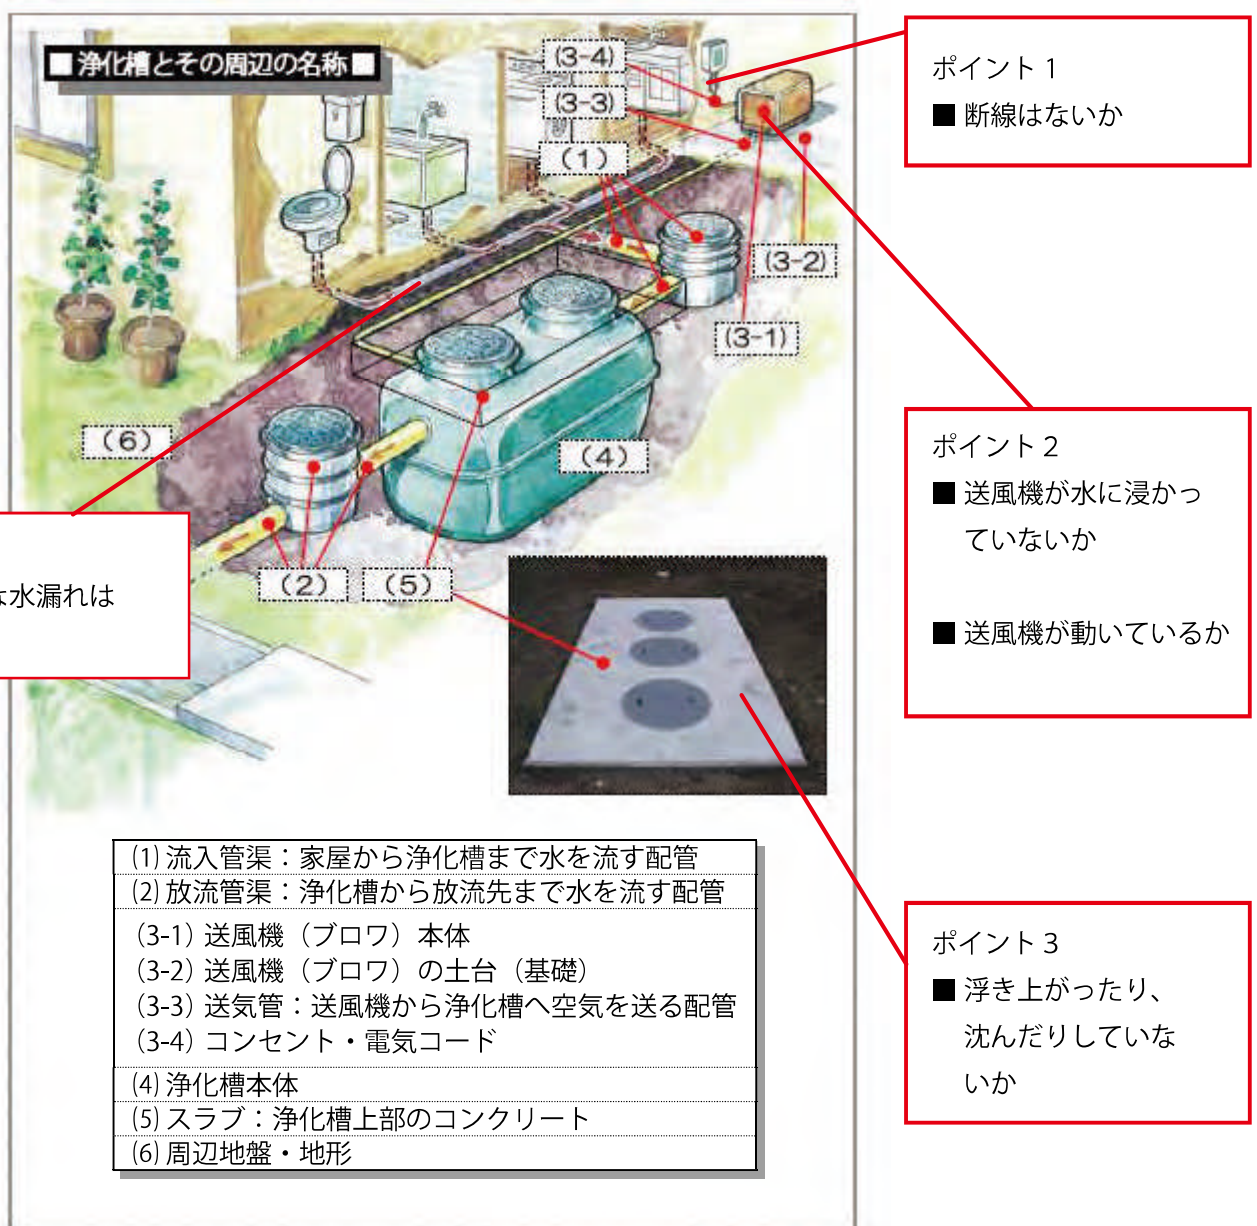 ■浄化槽とその周辺の名称■
(3-4)
(3-3)
(1)
(3-2)
(3-1)
(6)
(4)
(2)
(5)
ポイント1
■ 断線はないか
ポイント2
■ 送風機が水に浸かっ
ていないか
■ 送風機が動いているか
水漏れは
ポイント3
■ 浮き上がったり、
沈んだりしていな
いか
(1) 流入管渠：家屋から浄化槽まで水を流す配管
(2) 放流管渠：浄化槽から放流先まで水を流す配管
(3-1) 送風機（ブロワ）本体
(3-2) 送風機（ブロワ）の土台（基礎）
(3-3) 送気管：送風機から浄化槽へ空気を送る配管
(3-4) コンセント・電気コード
(4) 浄化槽本体
(5) スラブ：浄化槽上部のコンクリート
(6) 周辺地盤・地形